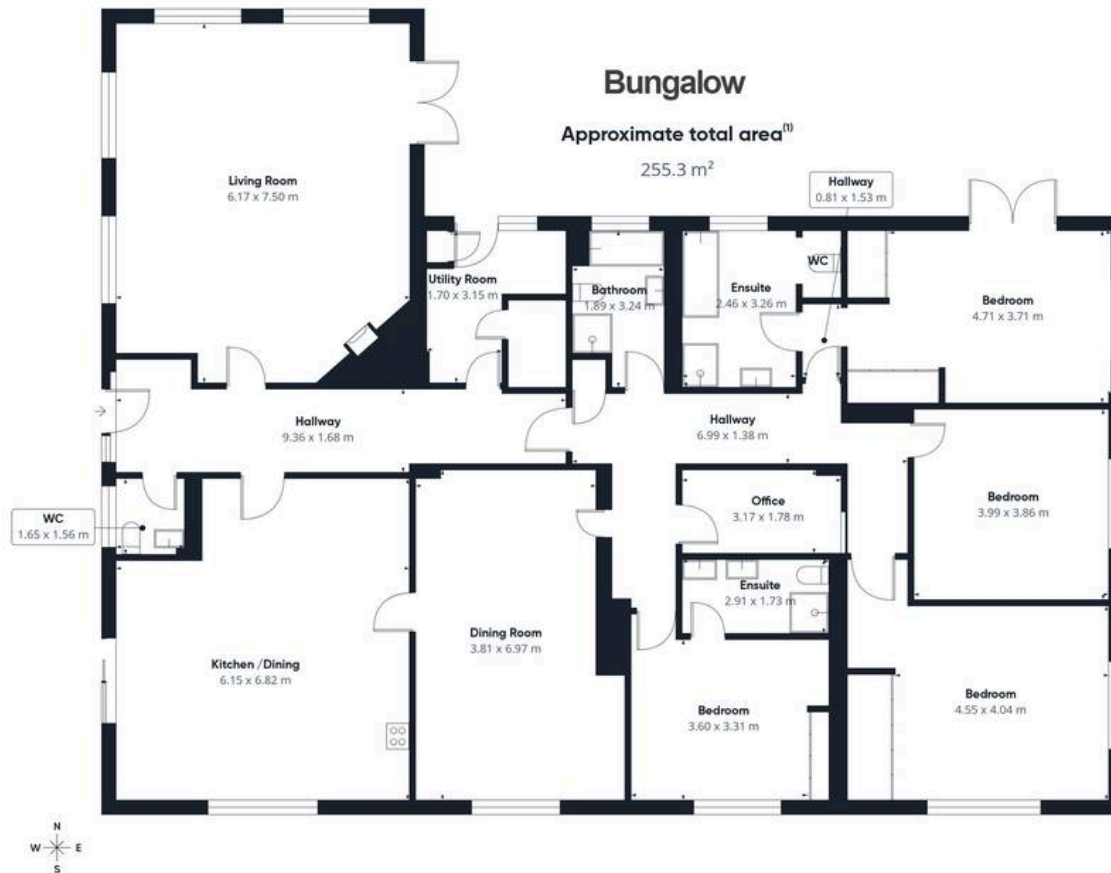 Bungalow
Approximate total area(1)
255.3 m²
Living Room
6.17 x 7.50 m
Hallway
0.81 x 1.53 m
Utility Room
1.70 x 3.15 m
Bathroom
1.89 x 3.24 m
Ensuite
2.46 x 3.26 m
WC
Bedroom
4.71 x 3.71 m
Hallway
9.36 x 1.68 m
Hallway
6.99 x 1.38 m
WC
1.65 x 1.56 m
Office
3.17 x 1.78 m
Bedroom
3.99 x 3.86 m
Ensuite
2.91 x 1.73 m
Kitchen /Dining
6.15 x 6.82 m
Dining Room
3.81 x 6.97 m
Bedroom
3.60 x 3.31 m
Bedroom
4.55 x 4.04 m
N
W E
S